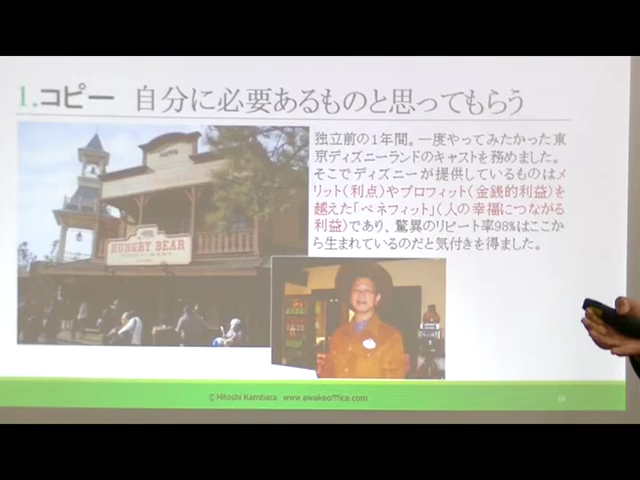 1.コピー 自分に必要あるものと思ってもらう
独立前の1年間。一度やってみたかった東
京ディズニーランドのキャストを務めました。
そこでディズニーが提供しているものはメ
リット(利点)やプロフィット(金銭的利益)を
越えた「ベネフィット」(人の幸福につながる
利益)であり、驚異のリピート率98%はここか
ら生まれているのだと気付きを得ました。
HUNGRY BEAR
©Hitoshi Kambara www.awakeoffice.com